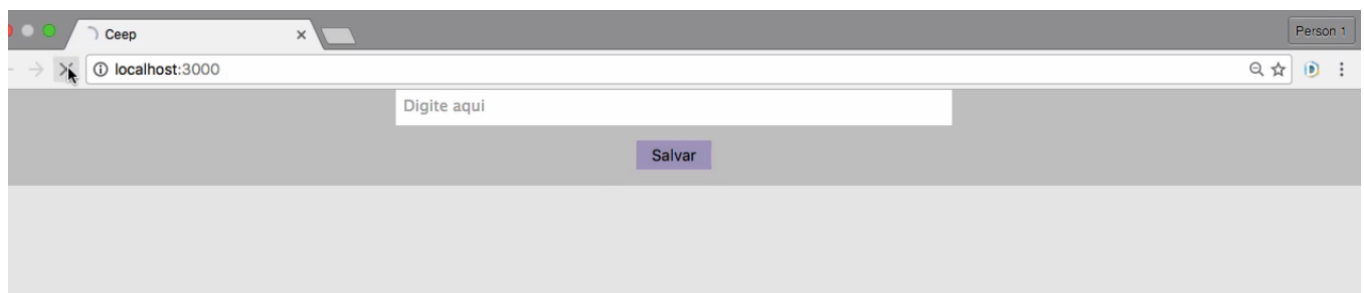 Ceep
Person 1
localhost:3000
Digite aqui
Salvar